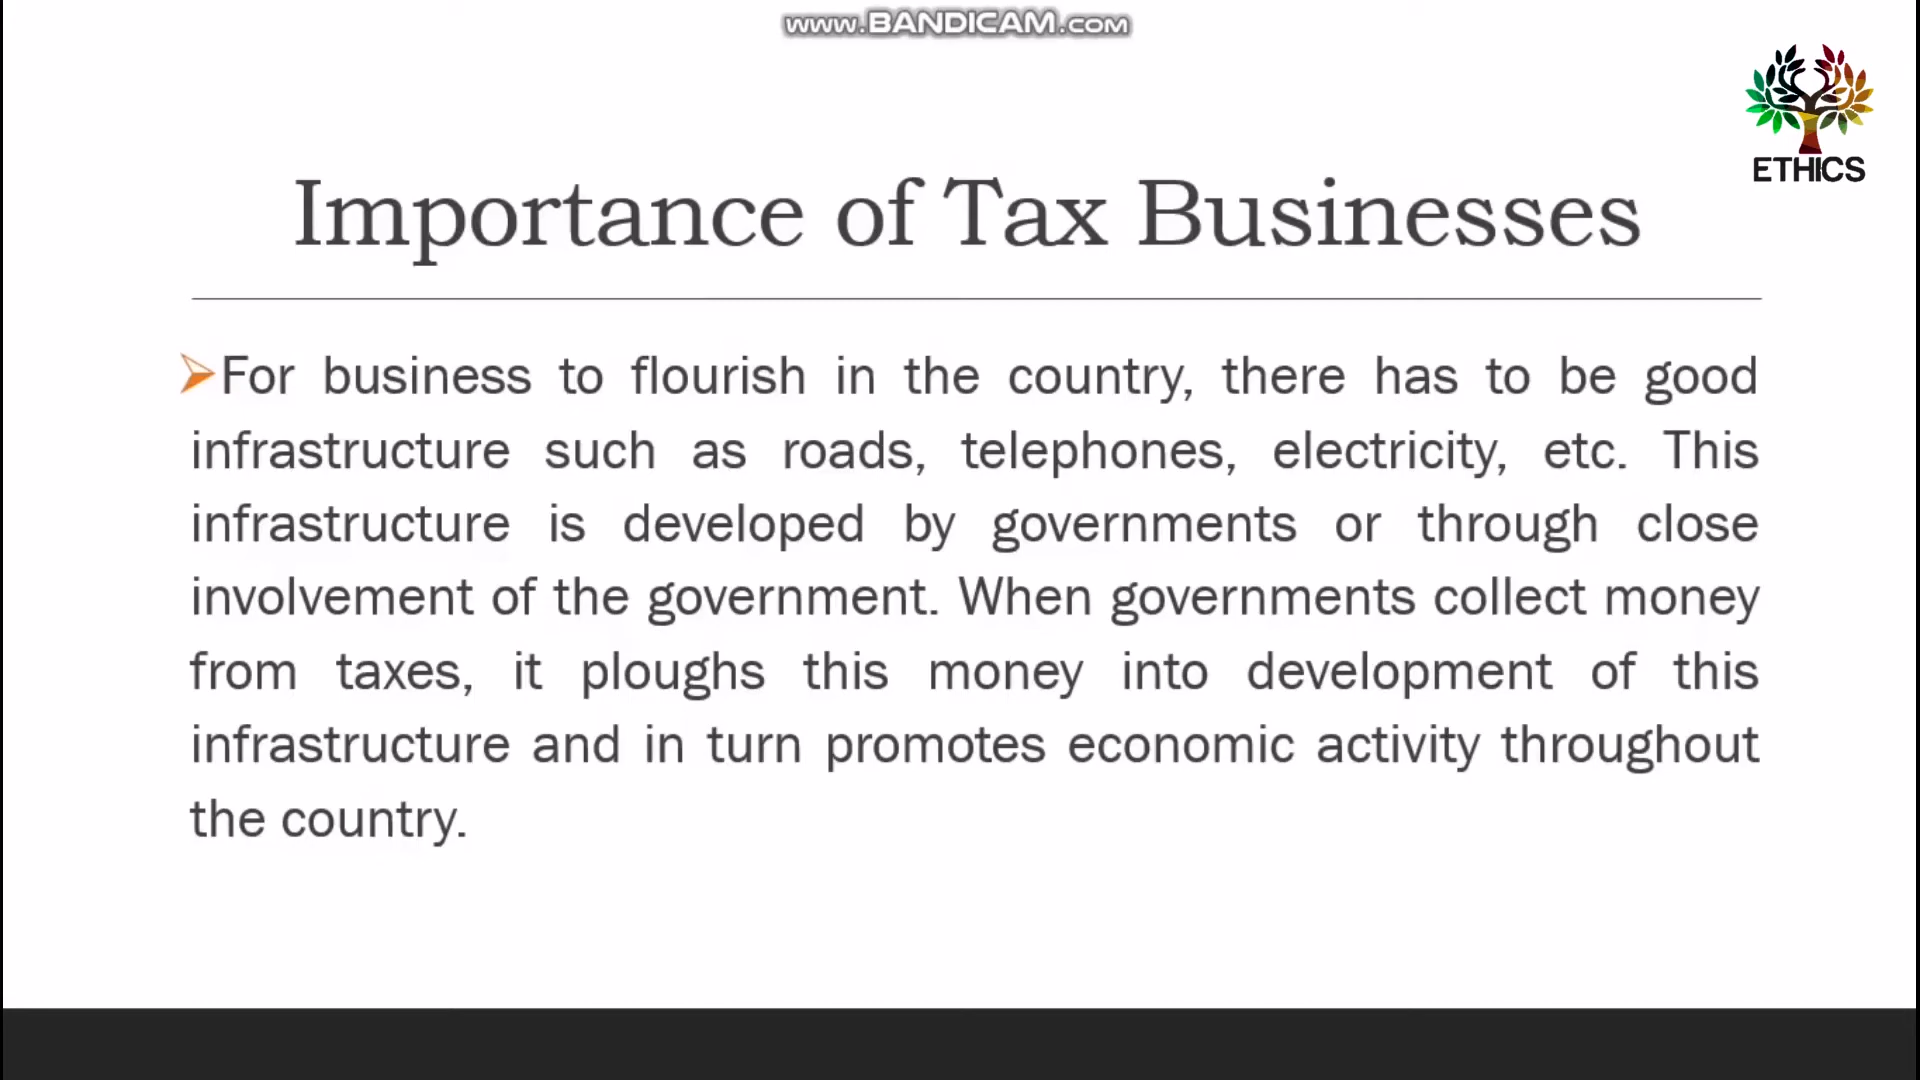 www.BANDICAM.com
ETHICS
Importance of Tax Businesses
For business to flourish in the country, there has to be good
infrastructure such as roads, telephones, electricity, etc. This
infrastructure is developed by governments or through close
involvement of the government. When governments collect money
from taxes, it ploughs this money into development of this
infrastructure and in turn promotes economic activity throughout
the country.